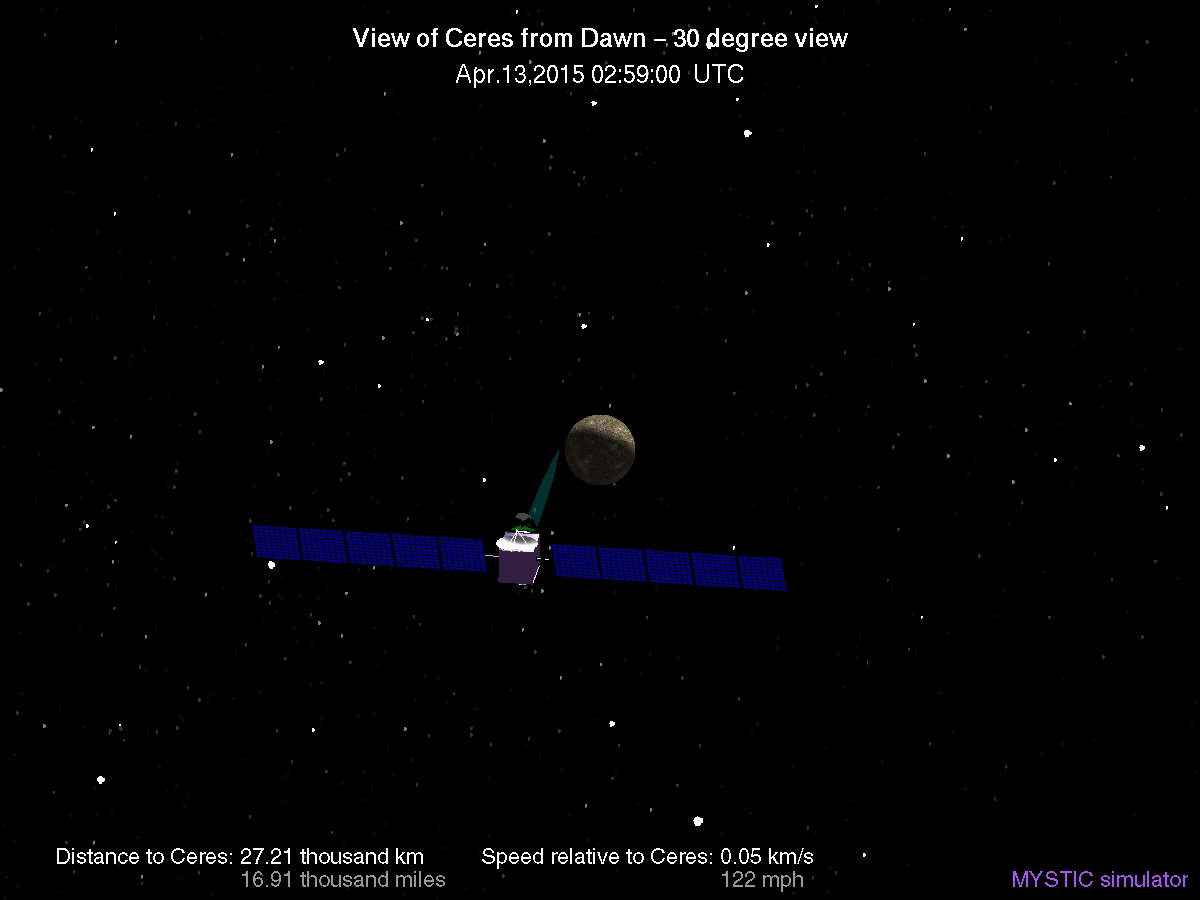 View of Ceres from Dawn – 30 degree view
Apr.13,2015 02:59:00 UTC
Distance to Ceres: 27.21 thousand km
16.91 thousand miles
Speed relative to Ceres: 0.05 km/s
122 mph
MYSTIC simulator